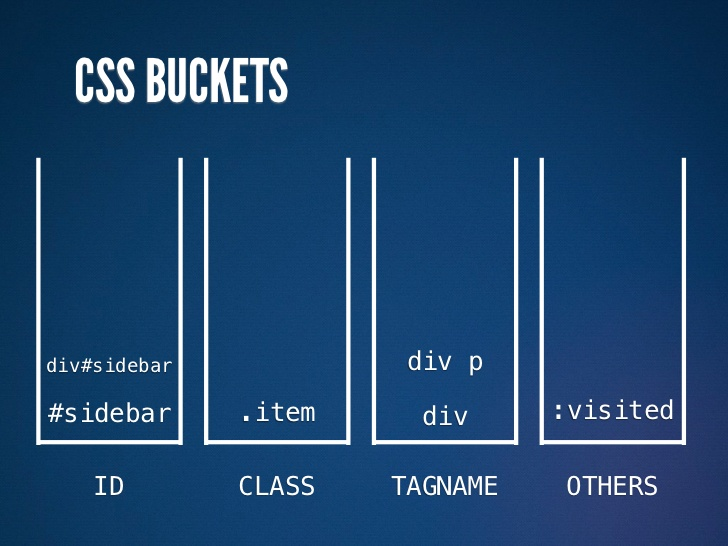 CSS BUCKETS
div#sidebar
#sidebar
.item
div p
div
:visited
ID
CLASS
TAGNAME
OTHERS